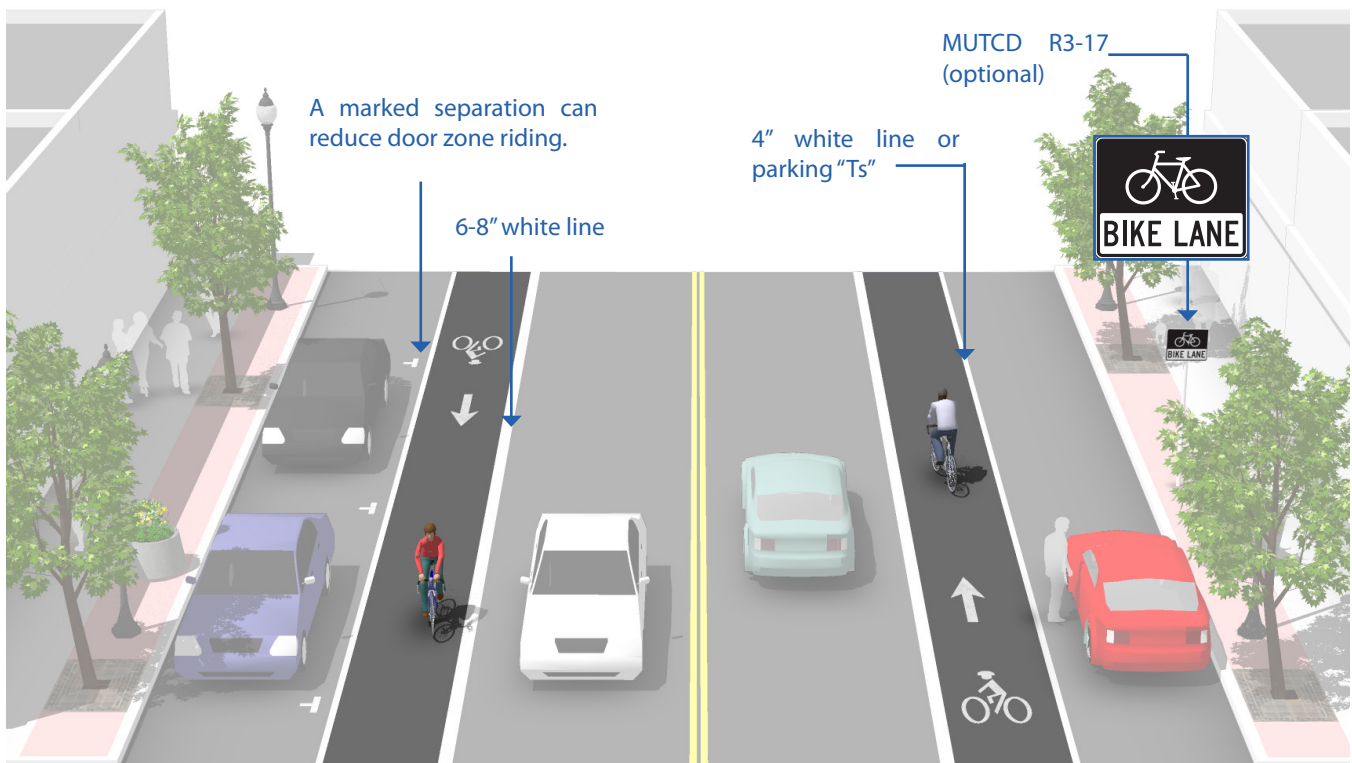 MUTCD R3-17
(optional)
A marked separation can
reduce door zone riding.
4” white line or
parking “Ts”
6-8” white line
BIKE LANE
BIKE LANE